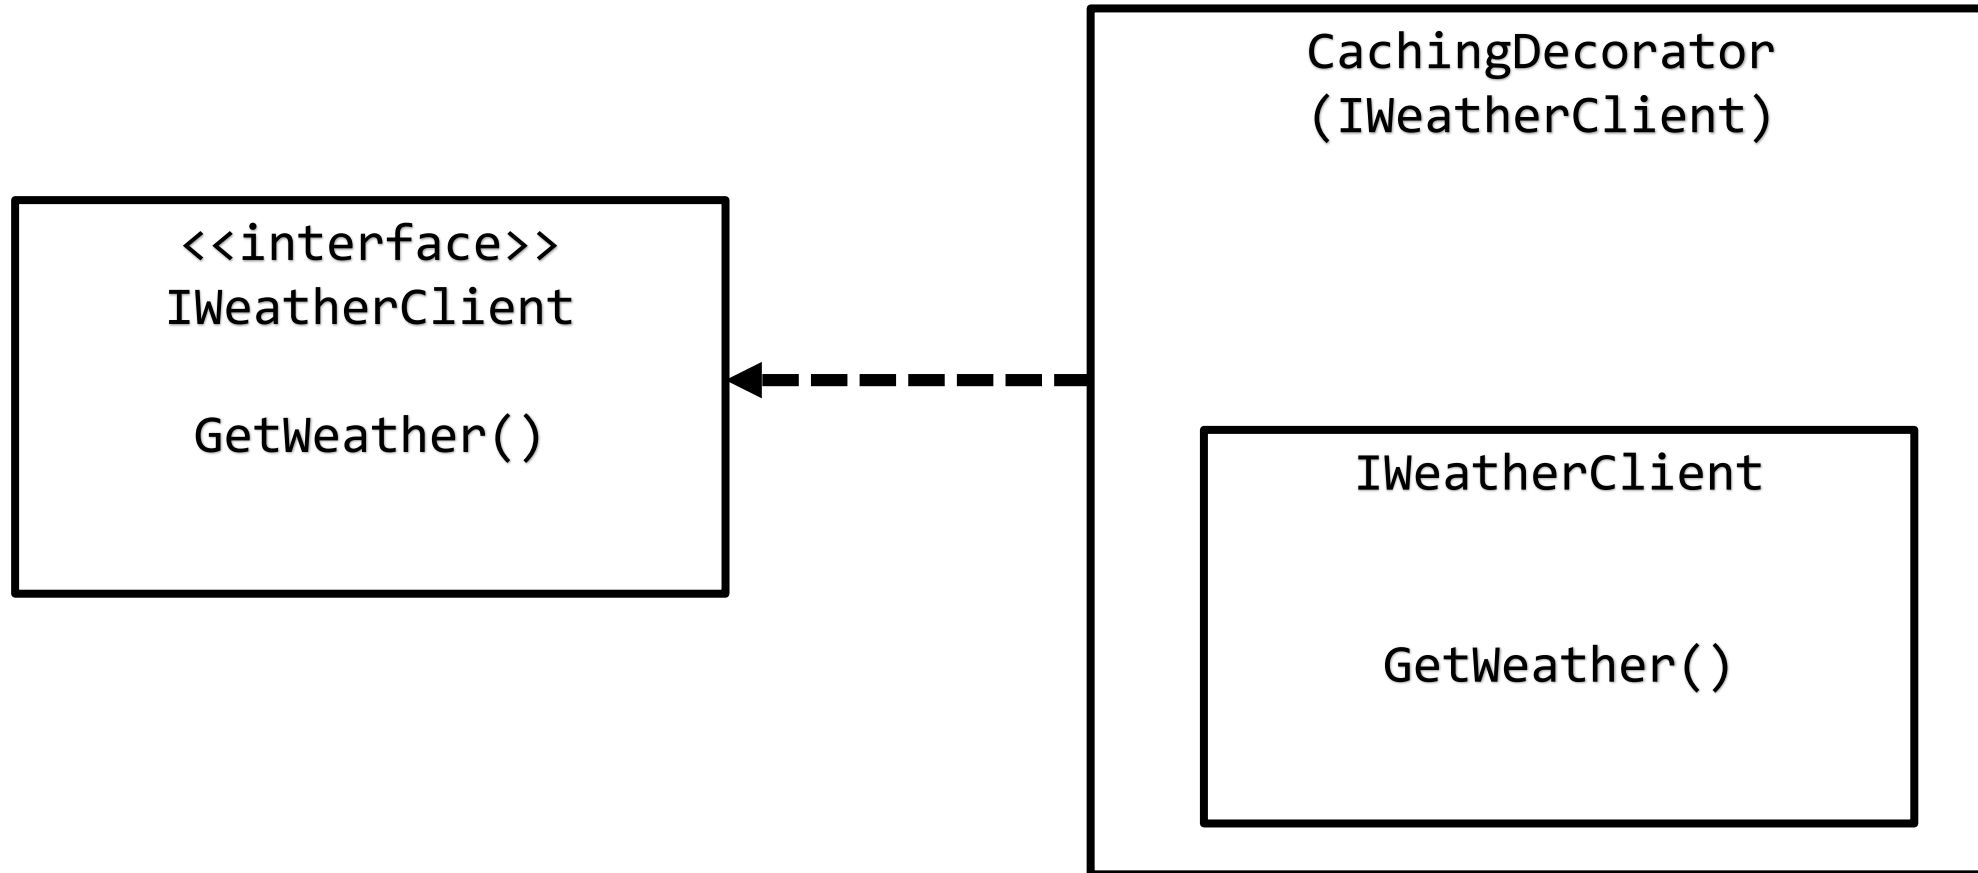 <<interface>>
IWeatherClient
GetWeather()
CachingDecorator
(IWeatherClient)
IWeatherClient
GetWeather()